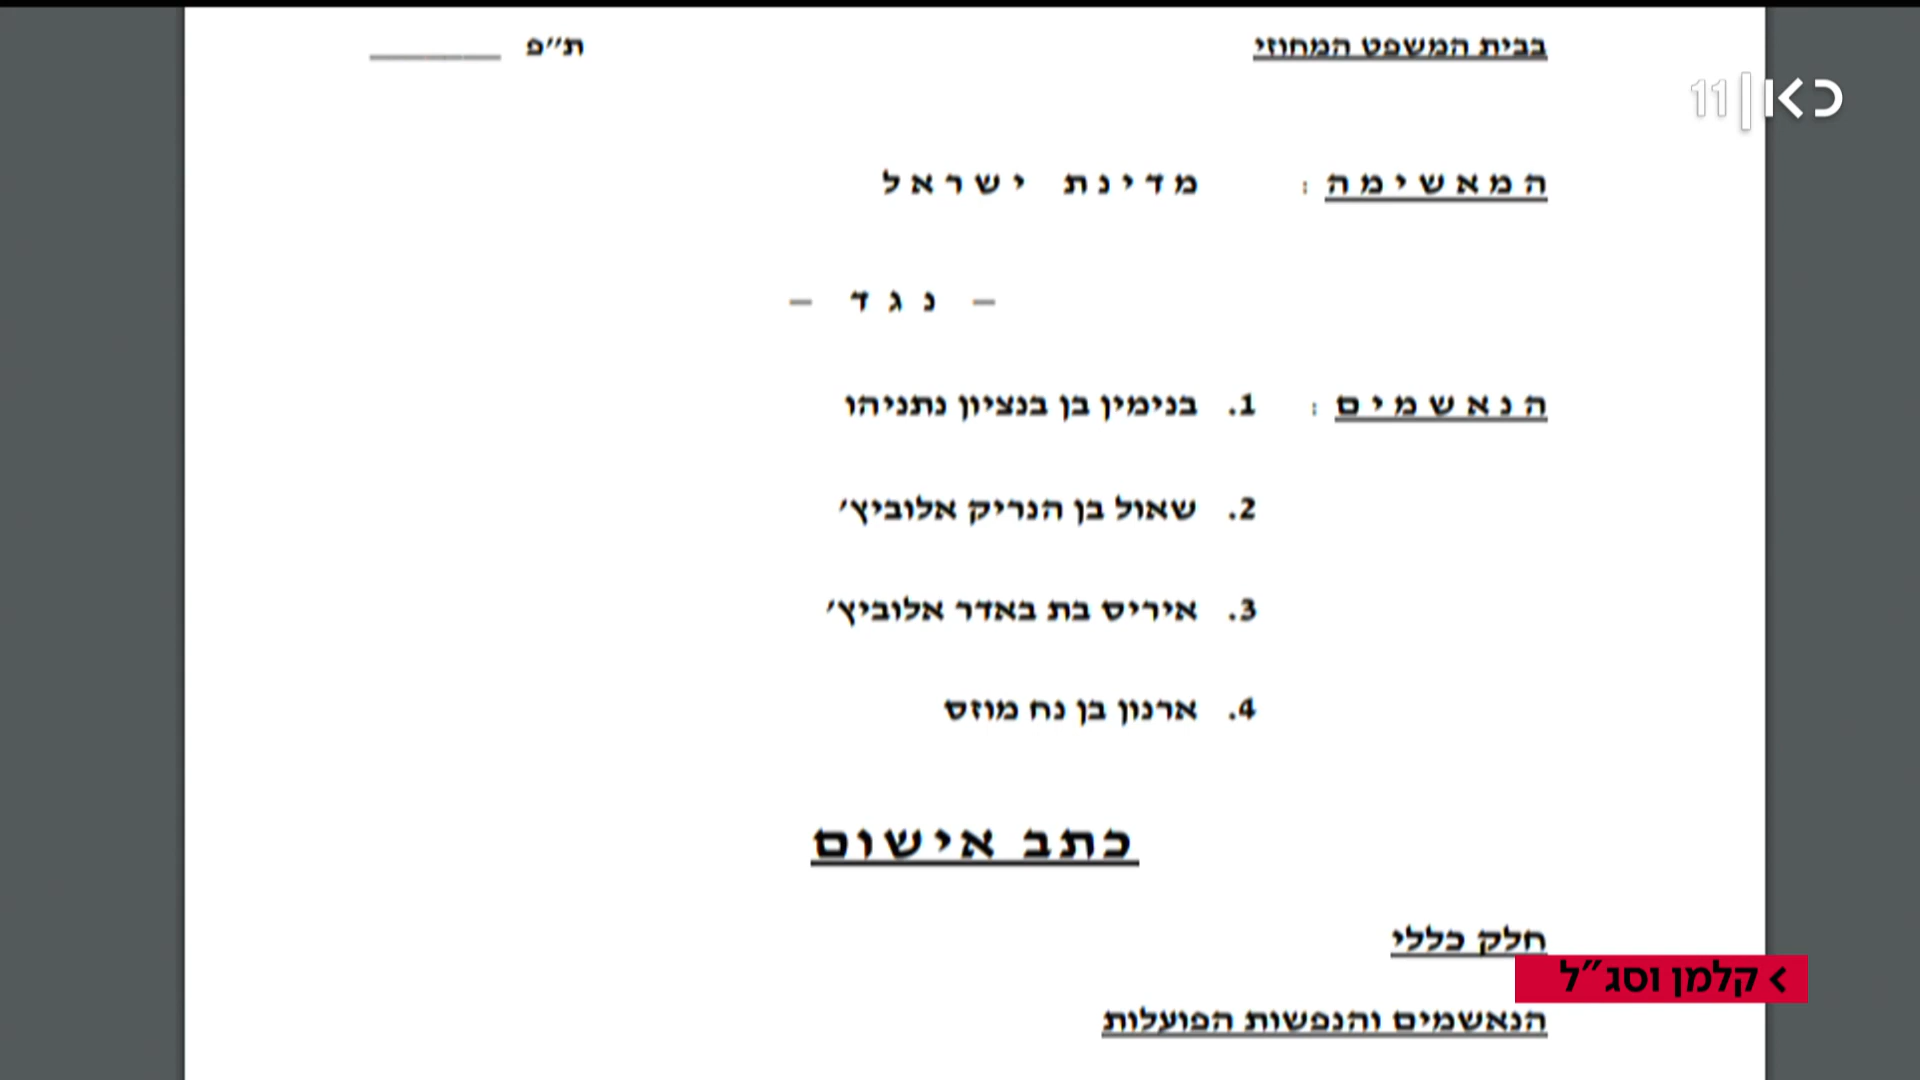 בבית המשפט המחוזי ת״פ ________
כאן|11
המאשימה: מדינת ישראל
– נגד –
הנאשמים: 1. בנימין בן בנציון נתניהו
2. שאול בן הנריק אלוביץ׳
3. איריס בת באדר אלוביץ׳
4. ארנון בן נח מוזס
כתב אישום
חלק כללי
> קלמן וסג״ל
הנאשמים והנפשות הפועלות